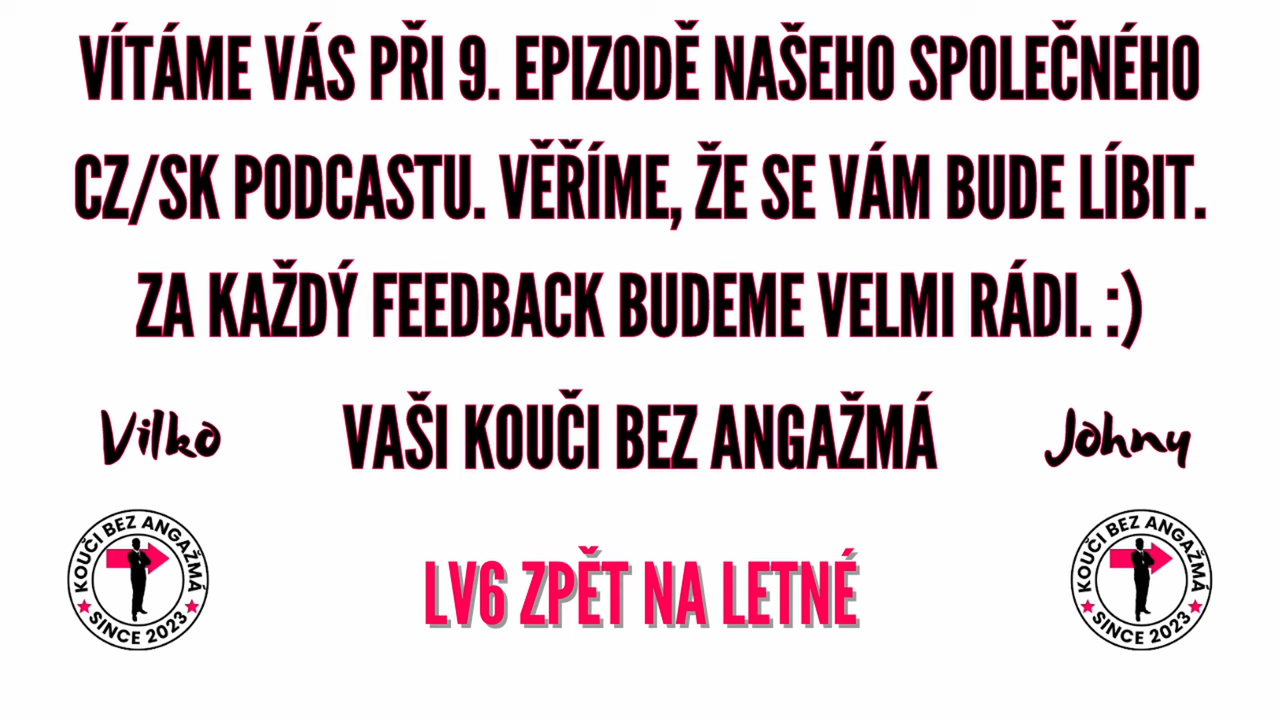 VÍTÁME VÁS PŘI 9. EPIZODĚ NAŠEHO SPOLEČNÉHO
CZ/SK PODCASTU. VĚŘÍME, ŽE SE VÁM BUDE LÍBIT.
ZA KAŽDÝ FEEDBACK BUDEME VELMI RÁDI. :)
Vilko
VAŠI KOUČI BEZ ANGAŽMÁ
Johny
KOUČI BEZ ANGAŽMÁ
SINCE 2023
LV6 ZPĚT NA LETNÉ
KOUČI BEZ ANGAŽMÁ
SINCE 2023